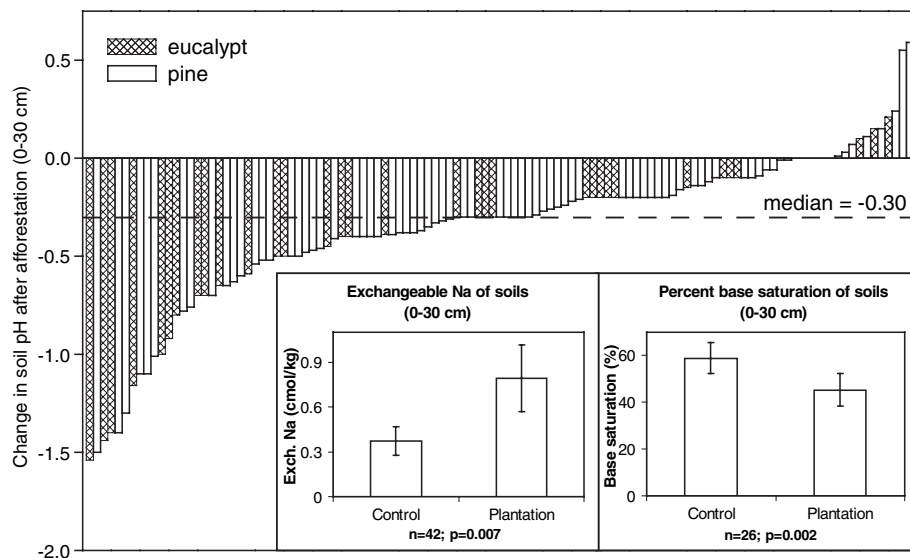 eucalypt
pine
Change in soil pH after afforestation (0-30 cm)
0.5
0.0
-0.5
-1.0
-1.5
-2.0
median = -0.30
Exchangeable Na of soils
(0-30 cm)
Exch. Na (cmol/kg)
0.9
0.6
0.3
0
Control
Plantation
n=42; p=0.007
Percent base saturation of soils
(0-30 cm)
Base saturation (%)
60
40
20
0
Control
Plantation
n=26; p=0.002